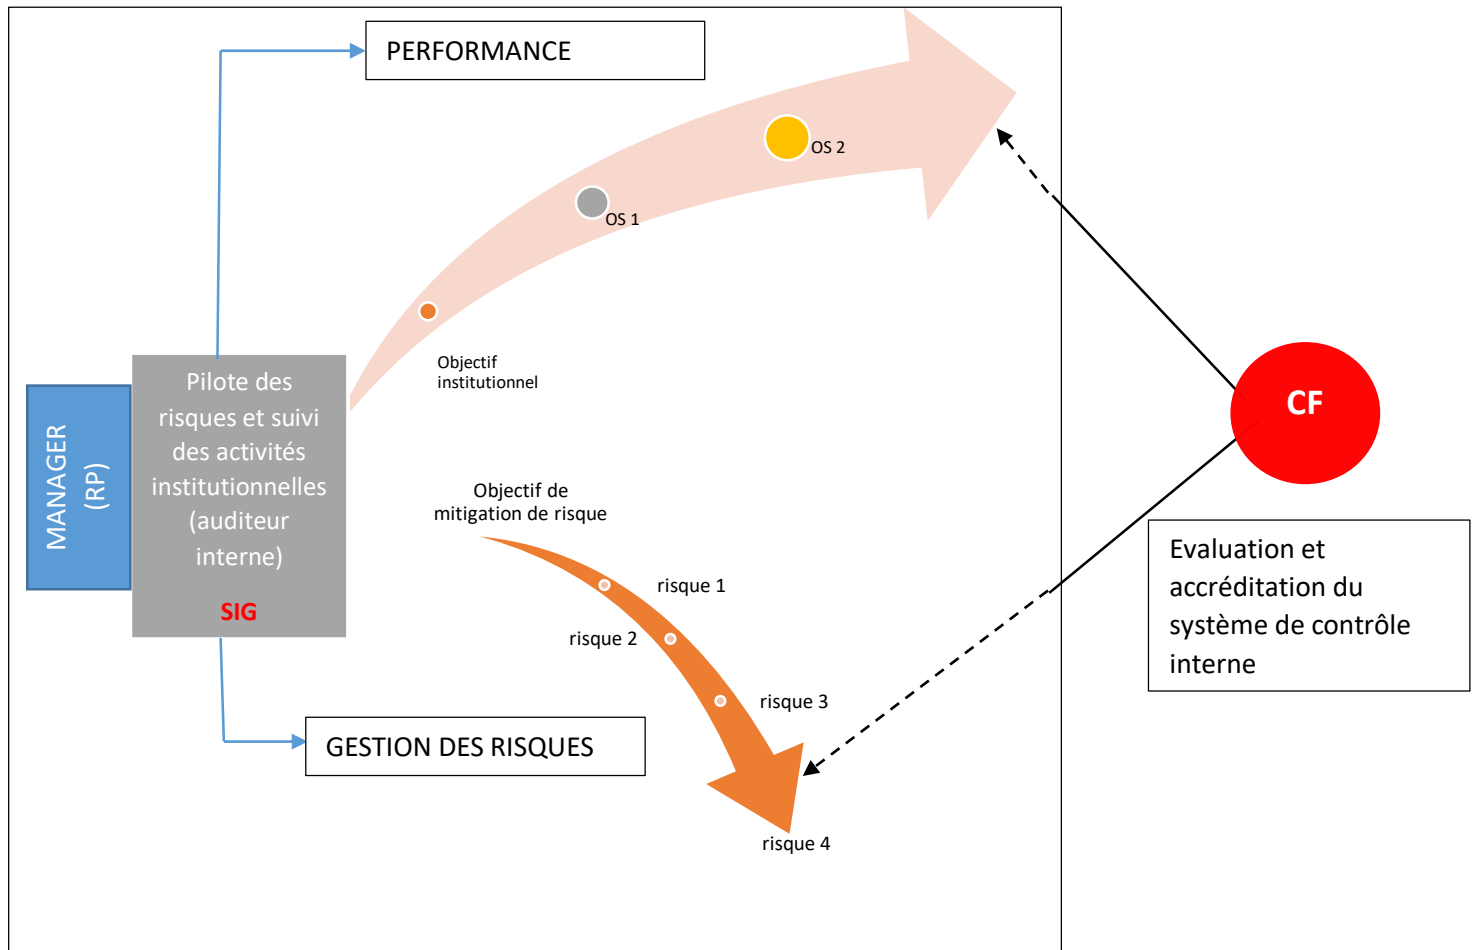 PERFORMANCE
OS 2
OS 1
Objectif
institutionnel
MANAGER
(RP)
Pilote des
risques et suivi
des activités
institutionnelles
(auditeur
interne)
SIG
CF
Objectif de
mitigation de risque
risque 1
risque 2
risque 3
risque 4
GESTION DES RISQUES
Evaluation et
accréditation du
système de contrôle
interne